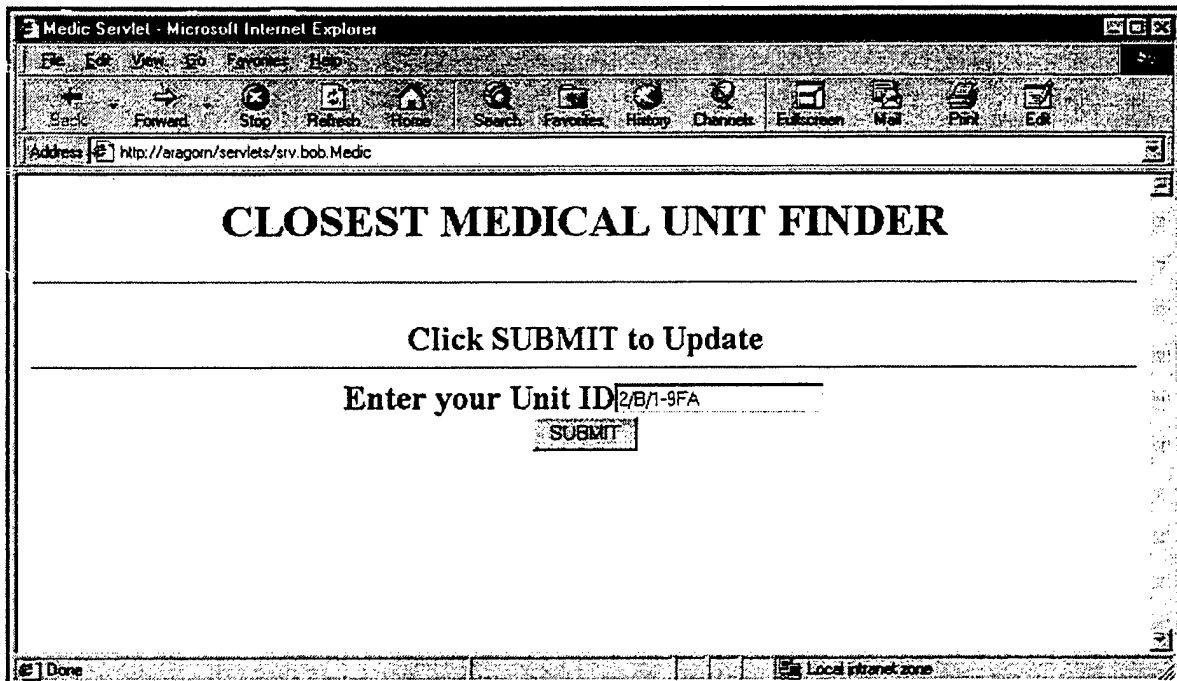 Medic Servlet - Microsoft Internet Explorer
File Edit View Go Favorites Help
Back Forward Stop Refresh Home Search Favorites History Channels Fullscreen Mail Print Edit
Address http://aragorn/servlets/srv.bob.Medic
CLOSEST MEDICAL UNIT FINDER
Click SUBMIT to Update
Enter your Unit ID 2/B/1-9FA
SUBMIT
Done Local intranet zone